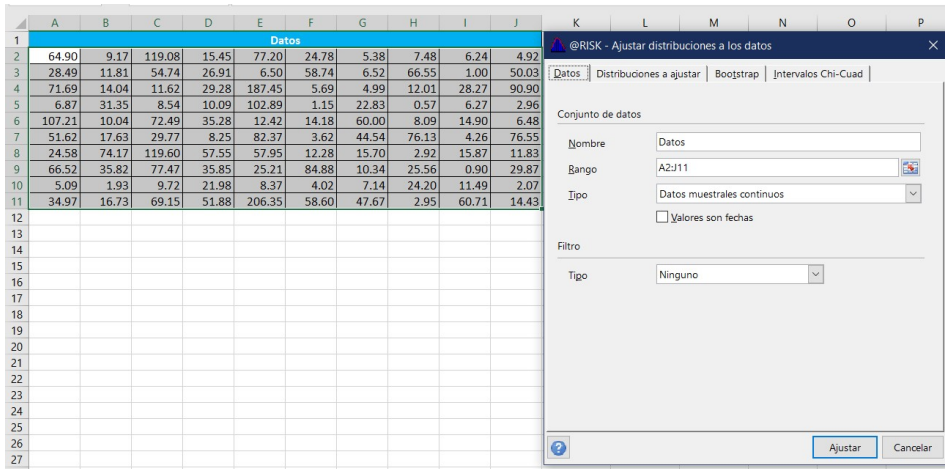 A B C D E F G H I J K L M N O P
1 Datos
2 64.90 9.17 119.08 15.45 77.20 24.78 5.38 7.48 6.24 4.92
3 28.49 11.81 54.74 26.91 6.50 58.74 6.52 66.55 1.00 50.03
4 71.69 14.04 11.62 29.28 187.45 5.69 4.99 12.01 28.27 90.90
5 6.87 31.35 8.54 10.09 102.89 1.15 22.83 0.57 6.27 2.96
6 107.21 10.04 72.49 35.28 12.42 14.18 60.00 8.09 14.90 6.48
7 51.62 17.63 29.77 8.25 82.37 3.62 44.54 76.13 4.26 76.55
8 24.58 74.17 119.60 57.55 57.95 12.28 15.70 2.92 15.87 11.83
9 66.52 35.82 77.47 35.85 25.21 84.88 10.34 25.56 0.90 29.87
10 5.09 1.93 9.72 21.98 8.37 4.02 7.14 24.20 11.49 2.07
11 34.97 16.73 69.15 51.88 206.35 58.60 47.67 2.95 60.71 14.43
12
13
14
15
16
17
18
19
20
21
22
23
24
25
26
27
@RISK - Ajustar distribuciones a los datos
Datos Distribuciones a ajustar Bootstrap Intervalos Chi-Cuad
Conjunto de datos
Nombre Datos
Rango A2:J11
Tipo Datos muestrales continuos
Valores son fechas
Filtro
Tipo Ninguno
Ajustar Cancelar